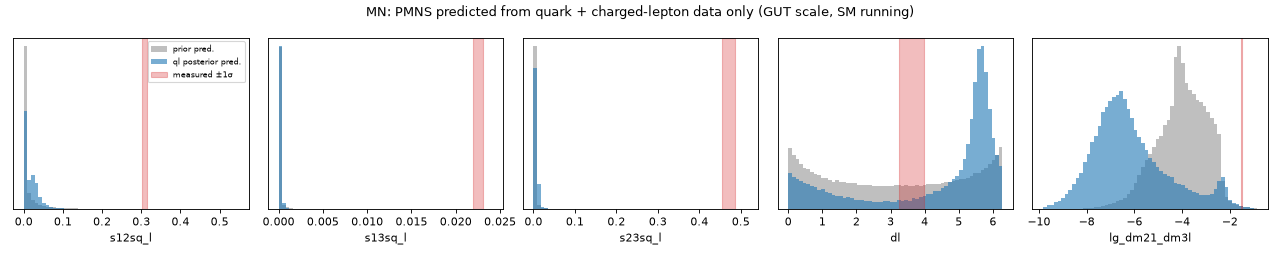 MN: PMNS predicted from quark + charged-lepton data only (GUT scale, SM running)
prior pred.
ql posterior pred.
measured ±1σ
0.0 0.1 0.2 0.3 0.4 0.5
s12sq_l
0.000 0.005 0.010 0.015 0.020 0.025
s13sq_l
0.0 0.1 0.2 0.3 0.4 0.5
s23sq_l
0 1 2 3 4 5 6
dl
−10 −8 −6 −4 −2
lg_dm21_dm3l